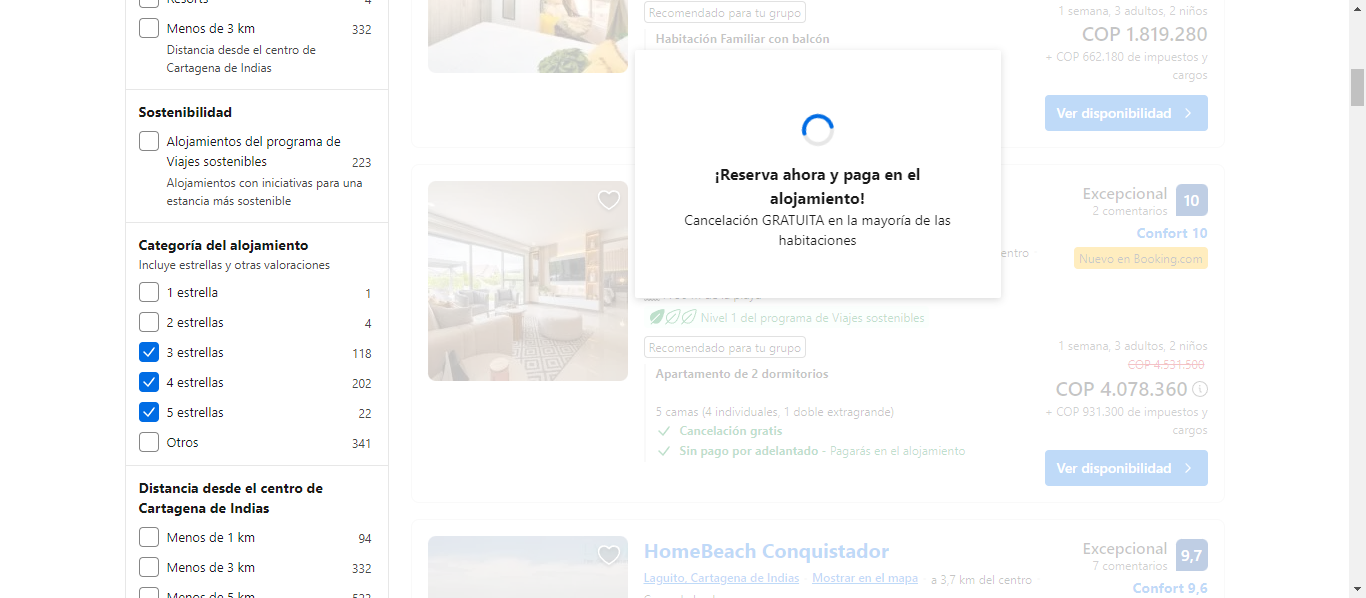 Resorts
4
Menos de 3 km
332
Distancia desde el centro de
Cartagena de Indias
Sostenibilidad
Alojamientos del programa de
Viajes sostenibles
223
Alojamientos con iniciativas para una
estancia más sostenible
Categoría del alojamiento
Incluye estrellas y otras valoraciones
1 estrella
1
2 estrellas
4
3 estrellas
118
4 estrellas
202
5 estrellas
22
Otros
341
Distancia desde el centro de
Cartagena de Indias
Menos de 1 km
94
Menos de 3 km
332
Menos de 5 km
Recomendado para tu grupo
Habitación Familiar con balcón
1 semana, 3 adultos, 2 niños
COP 1.819.280
+ COP 662.180 de impuestos y
cargos
Ver disponibilidad
¡Reserva ahora y paga en el
alojamiento!
Cancelación GRATUITA en la mayoría de las
habitaciones
Excepcional
10
2 comentarios
Confort 10
entro
Nuevo en Booking.com
Nivel 1 del programa de Viajes sostenibles
Recomendado para tu grupo
Apartamento de 2 dormitorios
5 camas (4 individuales, 1 doble extragrande)
Cancelación gratis
Sin pago por adelantado - Pagarás en el alojamiento
1 semana, 3 adultos, 2 niños
COP 4.531.500
COP 4.078.360
+ COP 931.300 de impuestos y
cargos
Ver disponibilidad
HomeBeach Conquistador
Laguito, Cartagena de Indias
Mostrar en el mapa
a 3,7 km del centro
Excepcional
9,7
7 comentarios
Confort 9,6